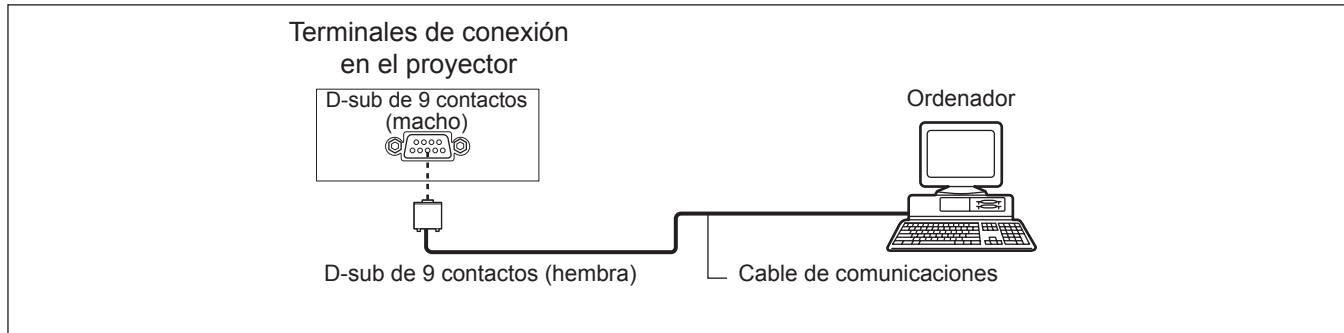 Terminales de conexión
en el proyector
D-sub de 9 contactos
(macho)
Ordenador
D-sub de 9 contactos (hembra)
Cable de comunicaciones